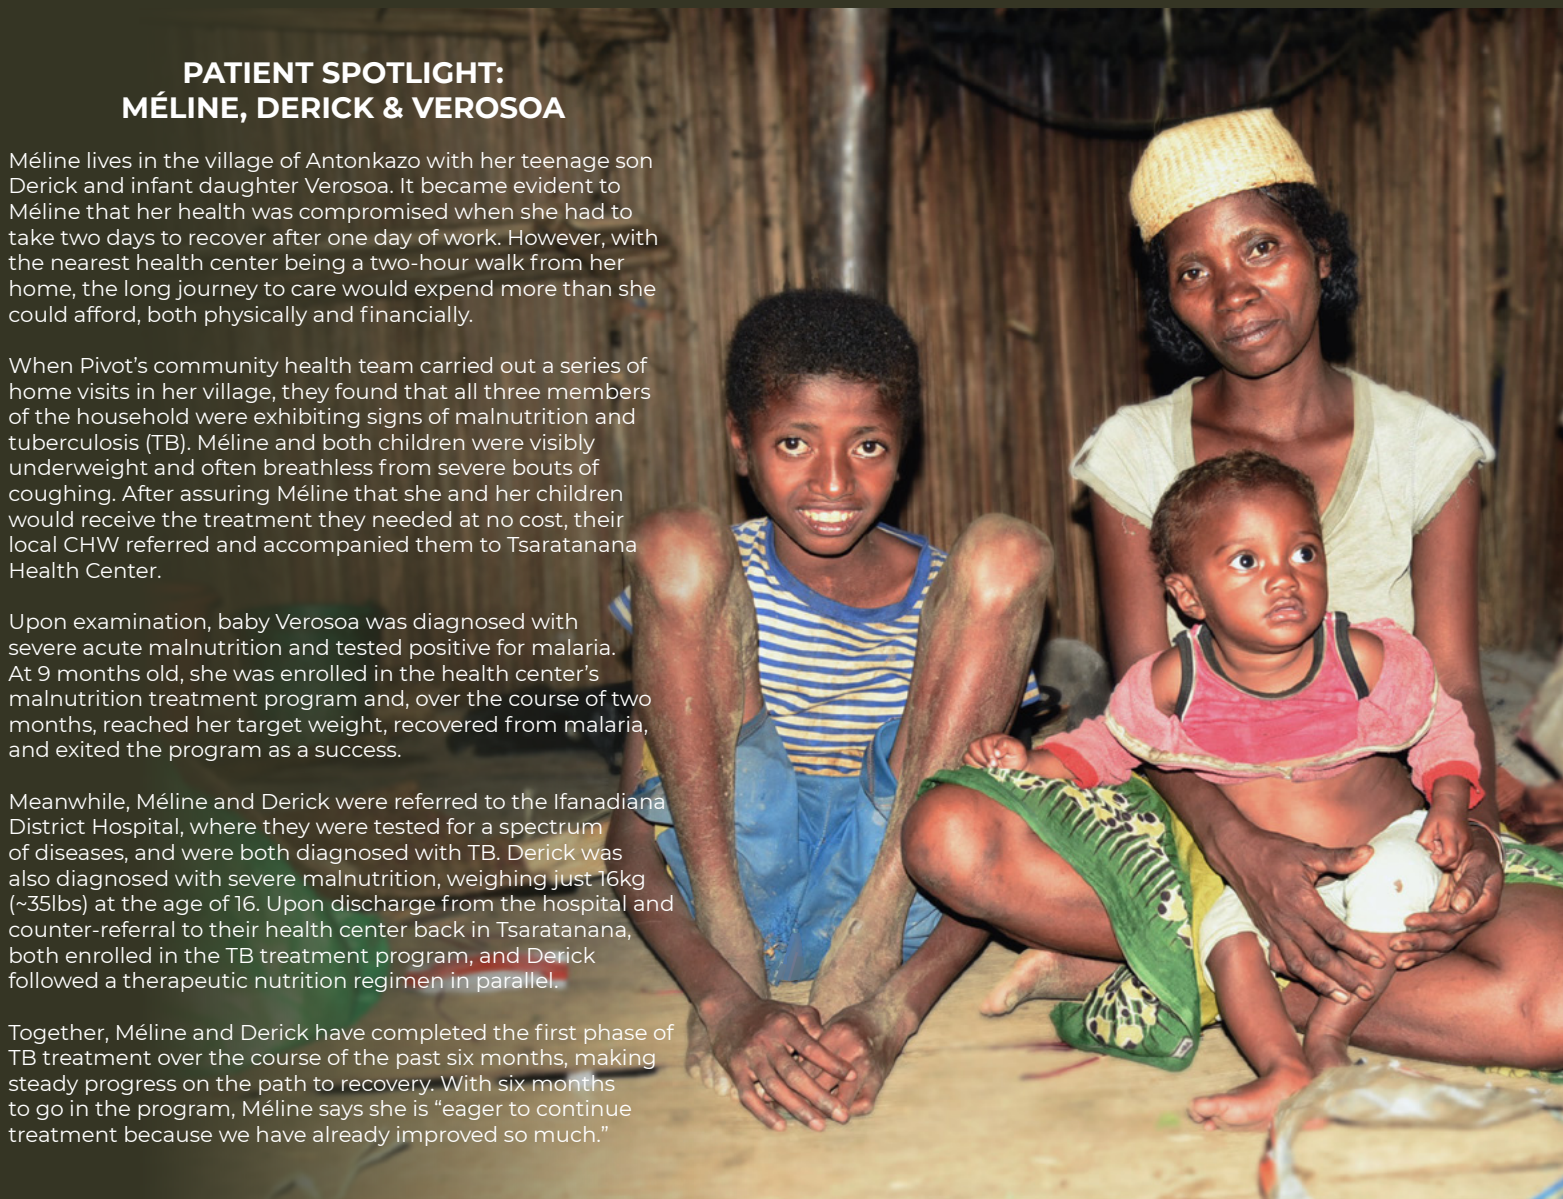 PATIENT SPOTLIGHT:
MÉLINE, DERICK & VEROSOA
Méline lives in the village of Antonkazo with her teenage son
Derick and infant daughter Verosoa. It became evident to
Méline that her health was compromised when she had to
take two days to recover after one day of work. However, with
the nearest health center being a two-hour walk from her
home, the long journey to care would expend more than she
could afford, both physically and financially.
When Pivot’s community health team carried out a series of
home visits in her village, they found that all three members
of the household were exhibiting signs of malnutrition and
tuberculosis (TB). Méline and both children were visibly
underweight and often breathless from severe bouts of
coughing. After assuring Méline that she and her children
would receive the treatment they needed at no cost, their
local CHW referred and accompanied them to Tsaratanana
Health Center.
Upon examination, baby Verosoa was diagnosed with
severe acute malnutrition and tested positive for malaria.
At 9 months old, she was enrolled in the health center’s
malnutrition treatment program and, over the course of two
months, reached her target weight, recovered from malaria,
and exited the program as a success.
Meanwhile, Méline and Derick were referred to the Ifanadiana
District Hospital, where they were tested for a spectrum
of diseases, and were both diagnosed with TB. Derick was
also diagnosed with severe malnutrition, weighing just 16kg
(~35lbs) at the age of 16. Upon discharge from the hospital and
counter-referral to their health center back in Tsaratanana,
both enrolled in the TB treatment program, and Derick
followed a therapeutic nutrition regimen in parallel.
Together, Méline and Derick have completed the first phase of
TB treatment over the course of the past six months, making
steady progress on the path to recovery. With six months
to go in the program, Méline says she is “eager to continue
treatment because we have already improved so much.”